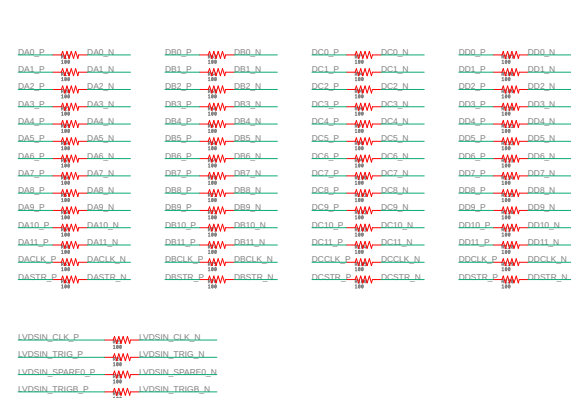 DA0_P 100 DA0_N DB0_P 100 DB0_N DC0_P 100 DC0_N DD0_P 100 DD0_N
DA1_P 100 DA1_N DB1_P 100 DB1_N DC1_P 100 DC1_N DD1_P 100 DD1_N
DA2_P 100 DA2_N DB2_P 100 DB2_N DC2_P 100 DC2_N DD2_P 100 DD2_N
DA3_P 100 DA3_N DB3_P 100 DB3_N DC3_P 100 DC3_N DD3_P 100 DD3_N
DA4_P 100 DA4_N DB4_P 100 DB4_N DC4_P 100 DC4_N DD4_P 100 DD4_N
DA5_P 100 DA5_N DB5_P 100 DB5_N DC5_P 100 DC5_N DD5_P 100 DD5_N
DA6_P 100 DA6_N DB6_P 100 DB6_N DC6_P 100 DC6_N DD6_P 100 DD6_N
DA7_P 100 DA7_N DB7_P 100 DB7_N DC7_P 100 DC7_N DD7_P 100 DD7_N
DA8_P 100 DA8_N DB8_P 100 DB8_N DC8_P 100 DC8_N DD8_P 100 DD8_N
DA9_P 100 DA9_N DB9_P 100 DB9_N DC9_P 100 DC9_N DD9_P 100 DD9_N
DA10_P 100 DA10_N DB10_P 100 DB10_N DC10_P 100 DC10_N DD10_P 100 DD10_N
DA11_P 100 DA11_N DB11_P 100 DB11_N DC11_P 100 DC11_N DD11_P 100 DD11_N
DACLK_P 100 DACLK_N DBCLK_P 100 DBCLK_N DCCLK_P 100 DCCLK_N DDCLK_P 100 DDCLK_N
DASTR_P 100 DASTR_N DBSTR_P 100 DBSTR_N DCSTR_P 100 DCSTR_N DDSTR_P 100 DDSTR_N
LVDSIN_CLK_P 100 LVDSIN_CLK_N
LVDSIN_TRIG_P 100 LVDSIN_TRIG_N
LVDSIN_SPARE0_P 100 LVDSIN_SPARE0_N
LVDSIN_TRIGB_P 100 LVDSIN_TRIGB_N